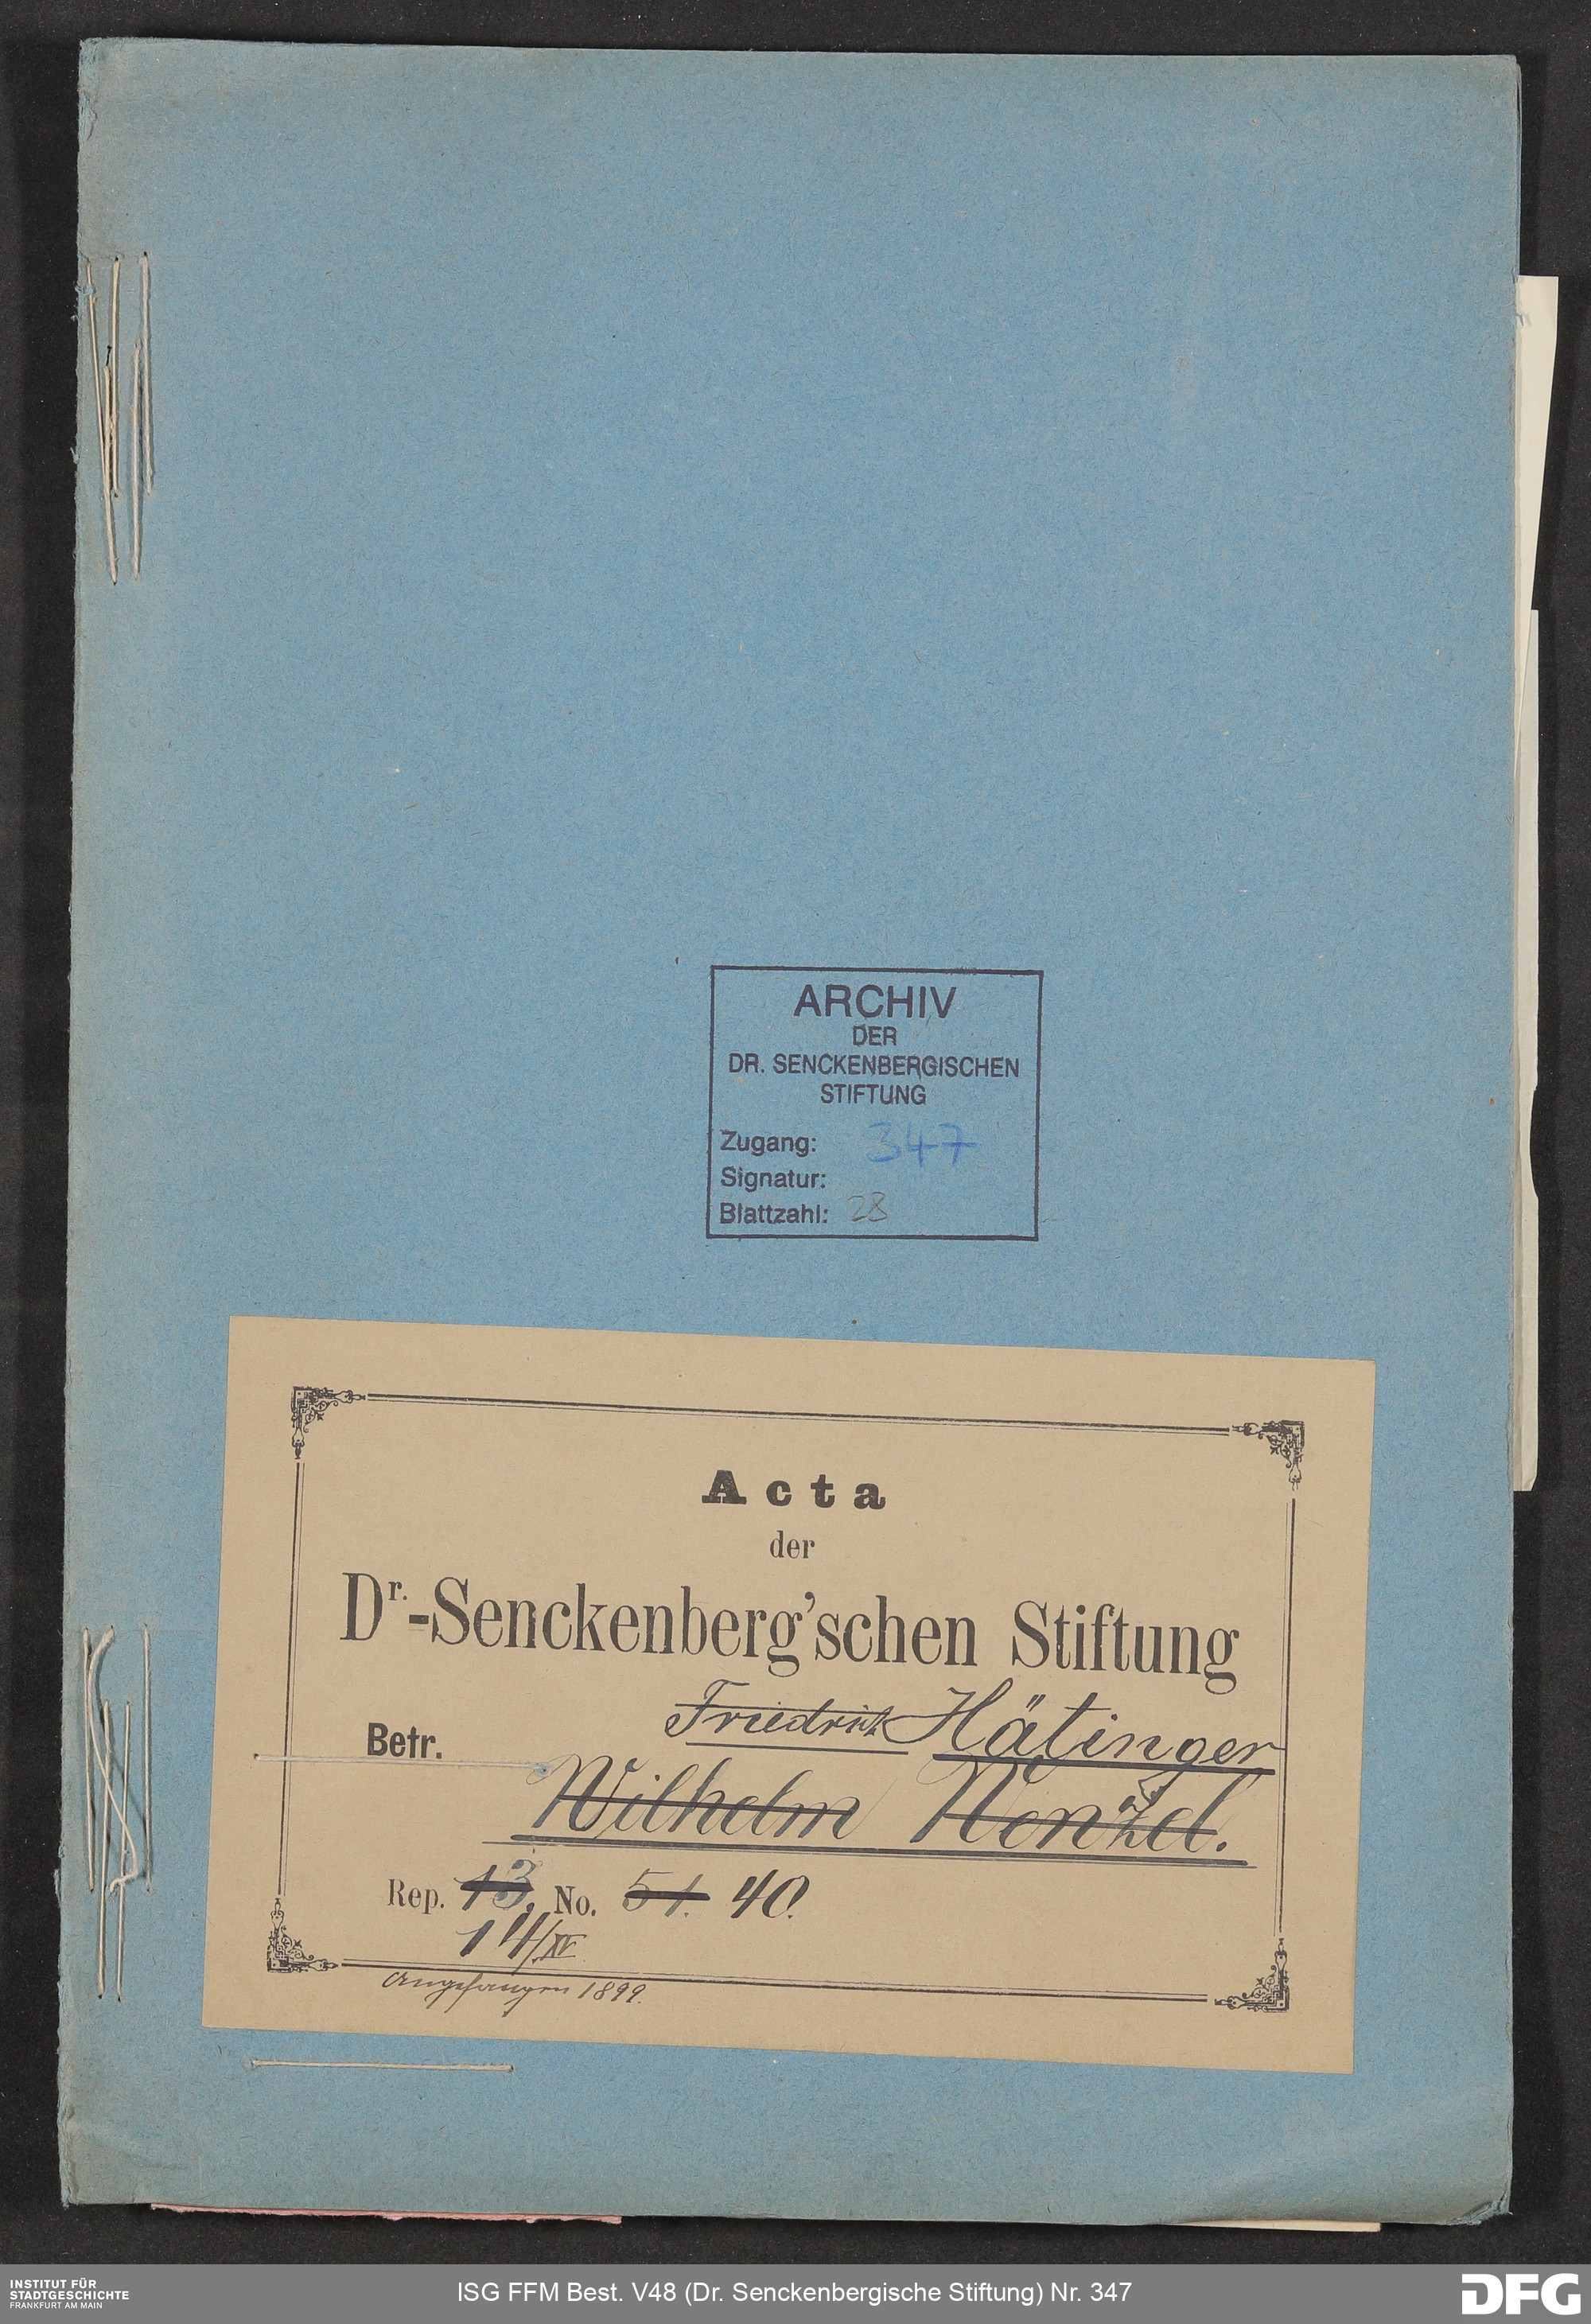 ARCHIV
DER
DR. SENCKENBERGISCHEN
STIFTUNG
Zugang: 347
Signatur:
Blattzahl: 28
Acta
der
Dr.-Senckenberg'schen Stiftung
Betr. Friedrich Hätinger
Wilhelm Wenzel.
Rep. 13, No. 51. 40.
14/XV
Angefangen 1899.
INSTITUT FÜR
STADTGESCHICHTE
FRANKFURT AM MAIN
ISG FFM Best. V48 (Dr. Senckenbergische Stiftung) Nr. 347
DFG